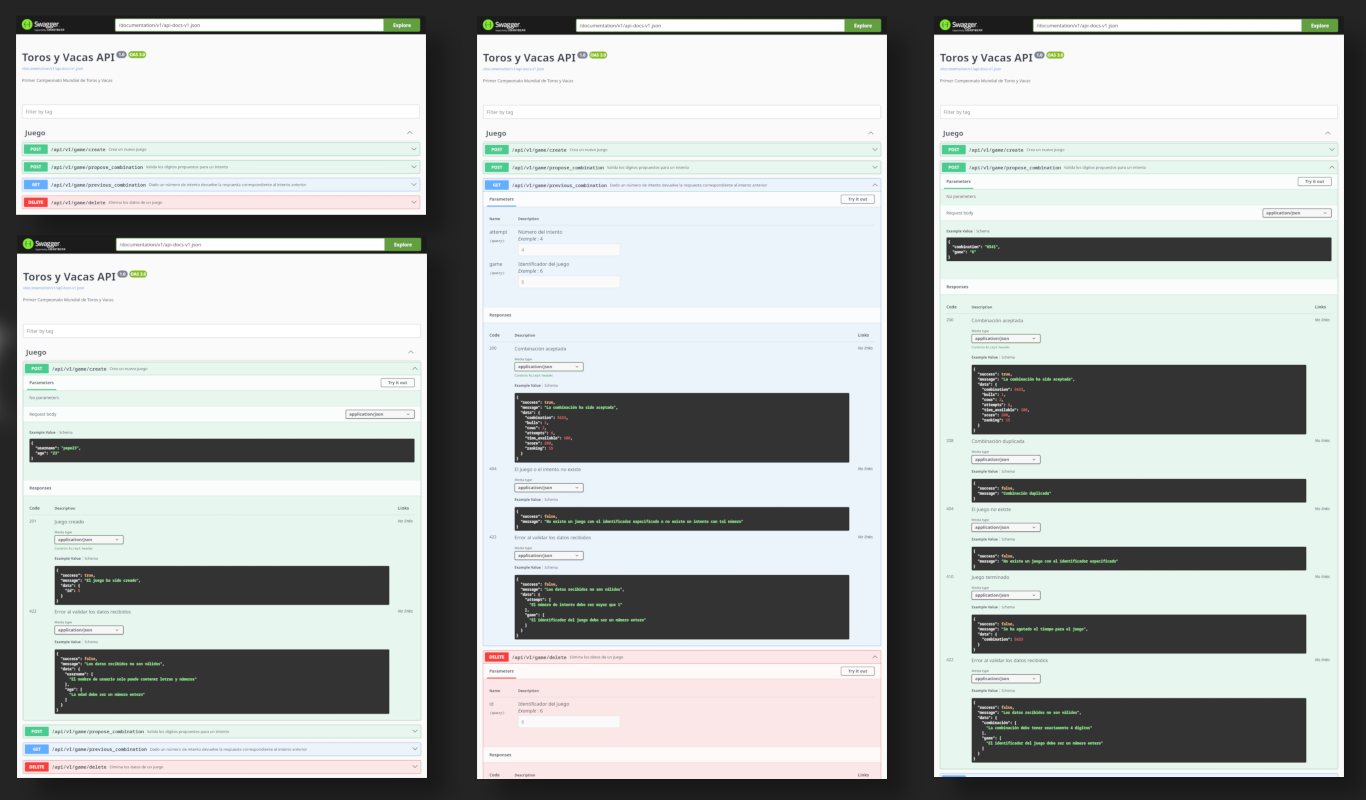 Swagger
/documentation/v1/api-docs-v1.json
Explore
Toros y Vacas API 1.0 OAS 3.0
/documentation/v1/api-docs-v1.json
Primer Campeonato Mundial de Toros y Vacas
Filter by tag
Juego
POST /api/v1/game/create Crea un nuevo juego
POST /api/v1/game/propose_combination Valida los dígitos propuestos para un intento
GET /api/v1/game/previous_combination Dado un número de intento devuelve la respuesta correspondiente al intento anterior
DELETE /api/v1/game/delete Elimina los datos de un juego
Swagger
/documentation/v1/api-docs-v1.json
Explore
Toros y Vacas API 1.0 OAS 3.0
/documentation/v1/api-docs-v1.json
Primer Campeonato Mundial de Toros y Vacas
Filter by tag
Juego
POST /api/v1/game/create Crea un nuevo juego
Parameters
Try it out
No parameters
Request body
application/json
Example Value | Schema
{
"username":
"age":
}
Responses
Code Description Links
201 Juego creado No links
Media type
application/json
Controls Accept header.
Example Value | Schema
{
"success": true,
"message": "El juego ha sido creado",
"data": {
"id":
}
}
422 Error al validar los datos recibidos No links
Media type
application/json
Example Value | Schema
{
"success": false,
"message": "Los datos recibidos no son válidos",
"data": {
"username": [
"El nombre de usuario solo puede contener letras y números"
],
"age": [
"La edad debe ser un número entero"
]
}
}
POST /api/v1/game/propose_combination Valida los dígitos propuestos para un intento
GET /api/v1/game/previous_combination Dado un número de intento devuelve la respuesta correspondiente al intento anterior
DELETE /api/v1/game/delete Elimina los datos de un juego
Swagger
/documentation/v1/api-docs-v1.json
Explore
Toros y Vacas API 1.0 OAS 3.0
/documentation/v1/api-docs-v1.json
Primer Campeonato Mundial de Toros y Vacas
Filter by tag
Juego
POST /api/v1/game/create Crea un nuevo juego
POST /api/v1/game/propose_combination Valida los dígitos propuestos para un intento
GET /api/v1/game/previous_combination Dado un número de intento devuelve la respuesta correspondiente al intento anterior
Parameters
Try it out
Name Description
attempt Número del intento
(query) Example : 4
4
game Identificador del juego
(query) Example : 6
6
Responses
Code Description Links
200 Combinación aceptada No links
Media type
application/json
Controls Accept header.
Example Value | Schema
{
"success": true,
"message": "La combinación ha sido aceptada",
"data": {
"combination":
"bulls":
"cows":
"attempts":
"time_available":
"score":
"ranking":
}
}
404 El juego o el intento no existe No links
Media type
application/json
Example Value | Schema
{
"success": false,
"message": "No existe un juego con el identificador especificado o no existe un intento con tal número"
}
422 Error al validar los datos recibidos No links
Media type
application/json
Example Value | Schema
{
"success": false,
"message": "Los datos recibidos no son válidos",
"data": {
"attempt": [
"El número de intento debe ser mayor que 1"
],
"game": [
"El identificador del juego debe ser un número entero"
]
}
}
DELETE /api/v1/game/delete Elimina los datos de un juego
Parameters
Try it out
Name Description
id Identificador del juego
(query) Example : 6
6
Responses
Code Description Links
Swagger
/documentation/v1/api-docs-v1.json
Explore
Toros y Vacas API 1.0 OAS 3.0
/documentation/v1/api-docs-v1.json
Primer Campeonato Mundial de Toros y Vacas
Filter by tag
Juego
POST /api/v1/game/create Crea un nuevo juego
POST /api/v1/game/propose_combination Valida los dígitos propuestos para un intento
Parameters
Try it out
No parameters
Request body
application/json
Example Value | Schema
{
"combination":
"game":
}
Responses
Code Description Links
200 Combinación aceptada No links
Media type
application/json
Controls Accept header.
Example Value | Schema
{
"success": true,
"message": "La combinación ha sido aceptada",
"data": {
"combination":
"bulls":
"cows":
"attempts":
"time_available":
"score":
"ranking":
}
}
208 Combinación duplicada No links
Media type
application/json
Example Value | Schema
{
"success": false,
"message": "Combinación duplicada"
}
404 El juego no existe No links
Media type
application/json
Example Value | Schema
{
"success": false,
"message": "No existe un juego con el identificador especificado"
}
410 Juego terminado No links
Media type
application/json
Example Value | Schema
{
"success": false,
"message": "Se ha agotado el tiempo para el juego",
"data": {
"combination":
}
}
422 Error al validar los datos recibidos No links
Media type
application/json
Example Value | Schema
{
"success": false,
"message": "Los datos recibidos no son válidos",
"data": {
"combination": [
"La combinación debe tener exactamente 4 dígitos"
],
"game": [
"El identificador del juego debe ser un número entero"
]
}
}